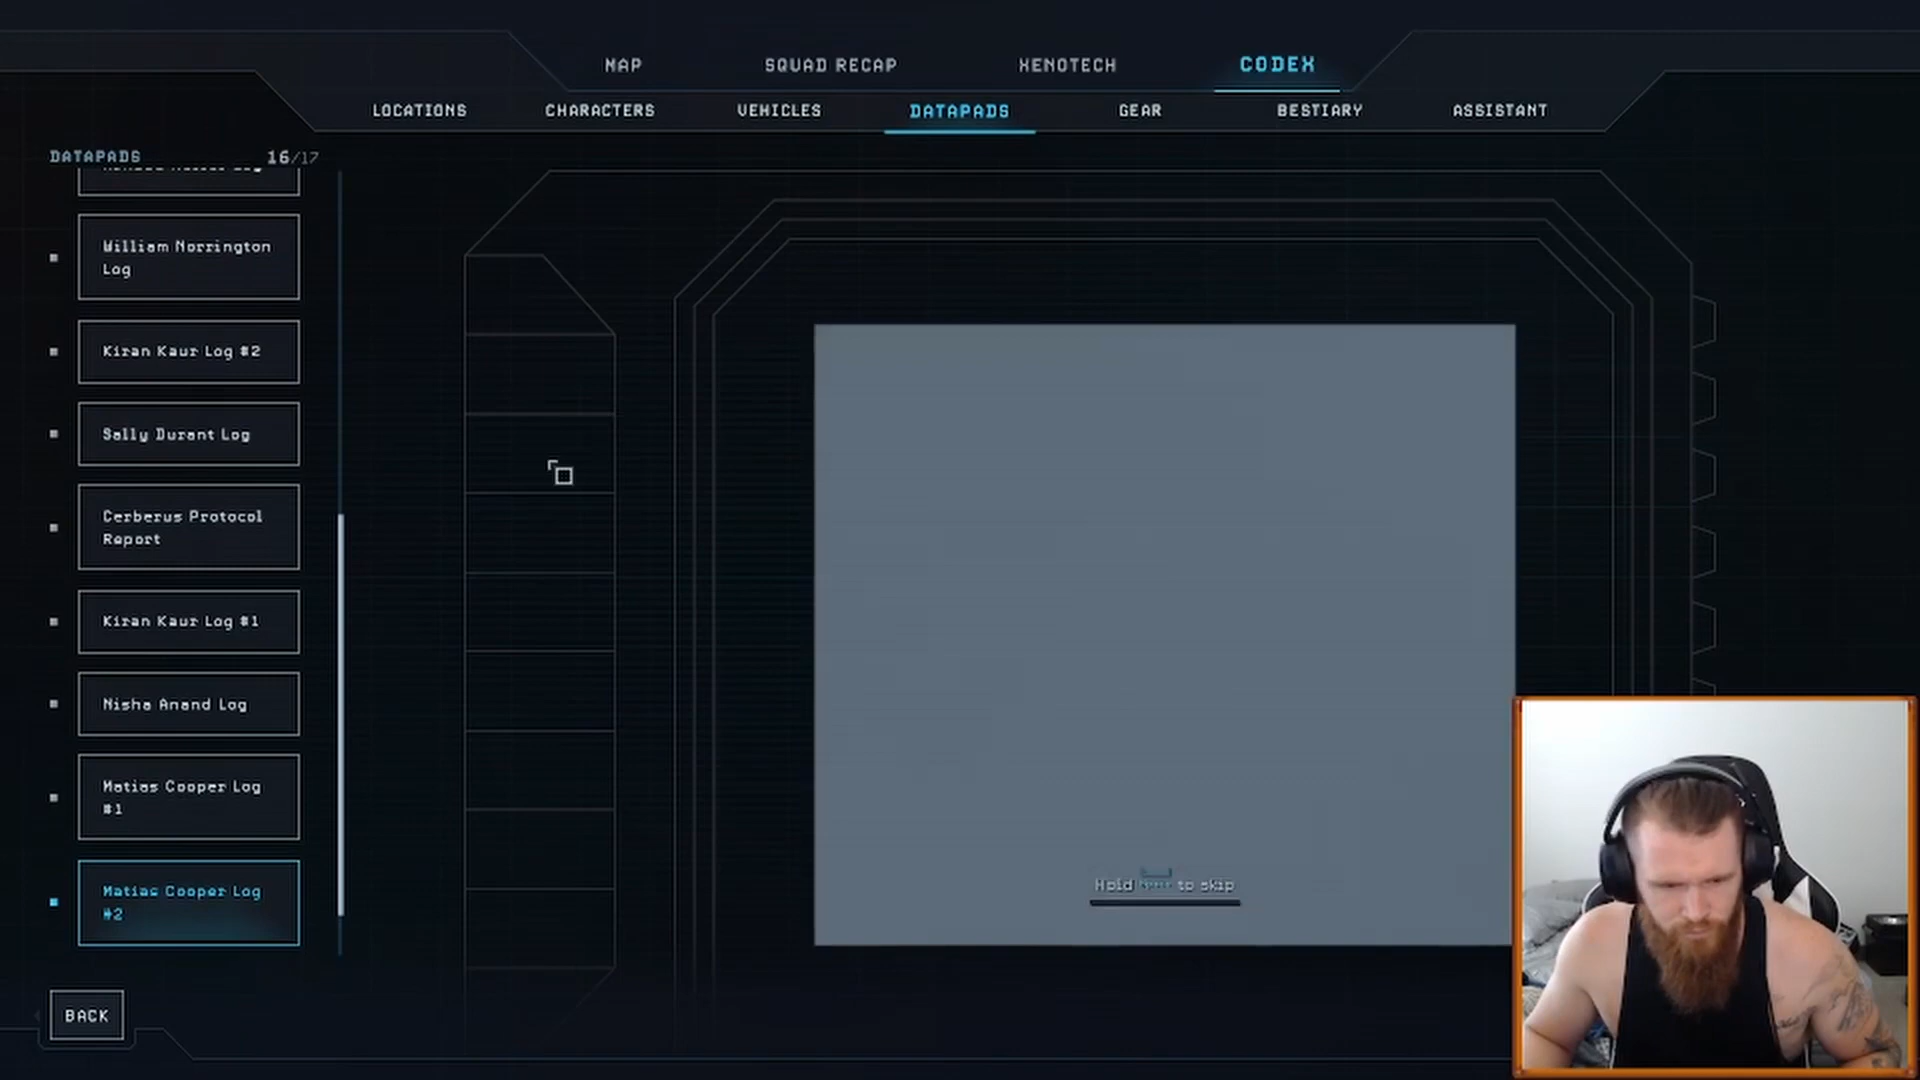 MAP SQUAD RECAP XENOTECH CODEX
LOCATIONS CHARACTERS VEHICLES DATAPADS GEAR BESTIARY ASSISTANT
DATAPADS 16/17
William Norrington
Log
Kiran Kaur Log #2
Sally Durant Log
Cerberus Protocol
Report
Kiran Kaur Log #1
Nisha Anand Log
Matias Cooper Log
#1
Matias Cooper Log
#2
Hold Space to skip
BACK